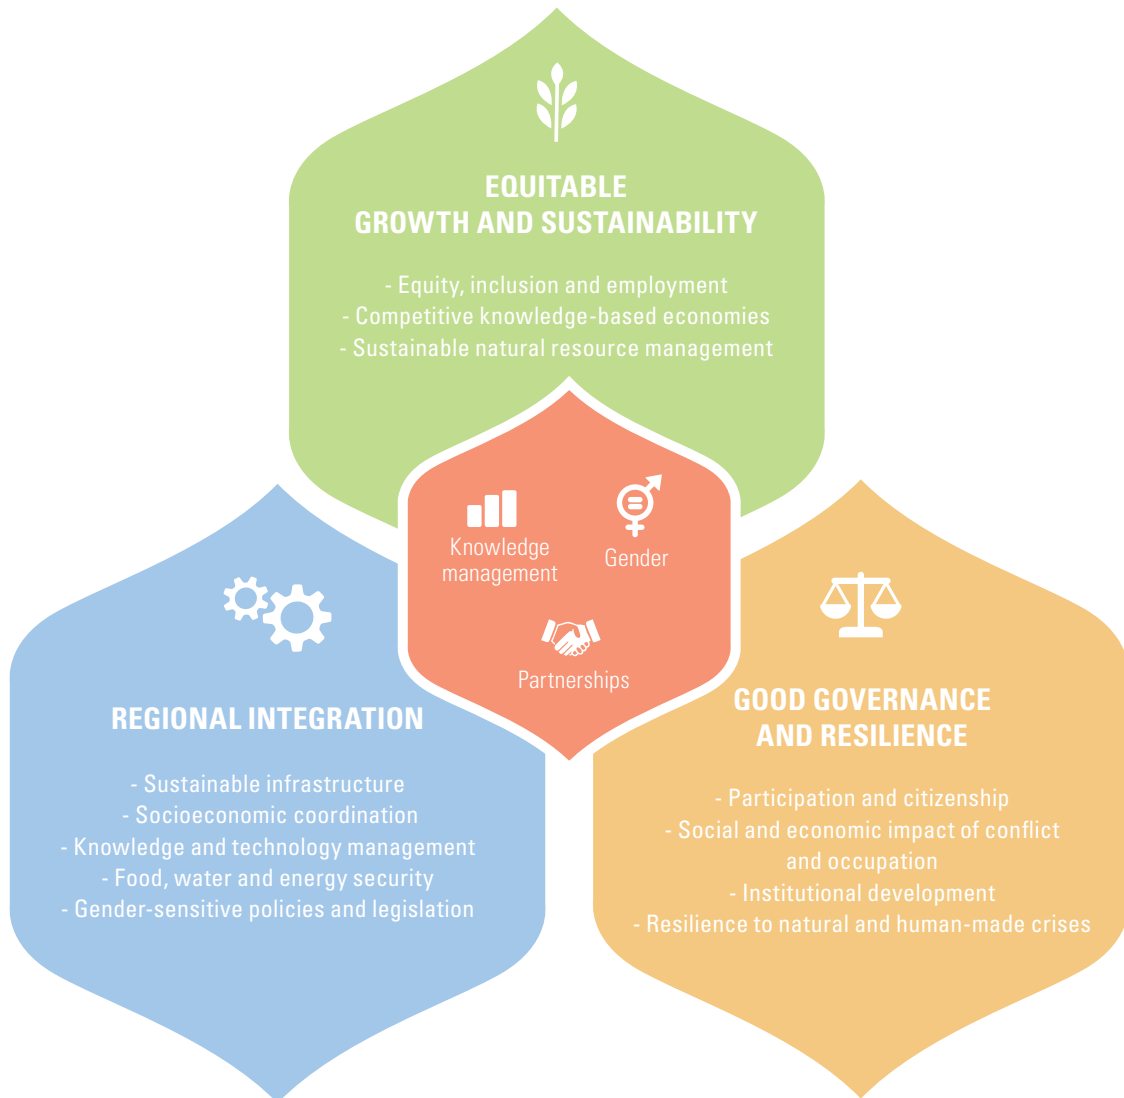 EQUITABLE
GROWTH AND SUSTAINABILITY
- Equity, inclusion and employment
- Competitive knowledge-based economies
- Sustainable natural resource management
Knowledge
management
Gender
Partnerships
REGIONAL INTEGRATION
- Sustainable infrastructure
- Socioeconomic coordination
- Knowledge and technology management
- Food, water and energy security
- Gender-sensitive policies and legislation
GOOD GOVERNANCE
AND RESILIENCE
- Participation and citizenship
- Social and economic impact of conflict
and occupation
- Institutional development
- Resilience to natural and human-made crises